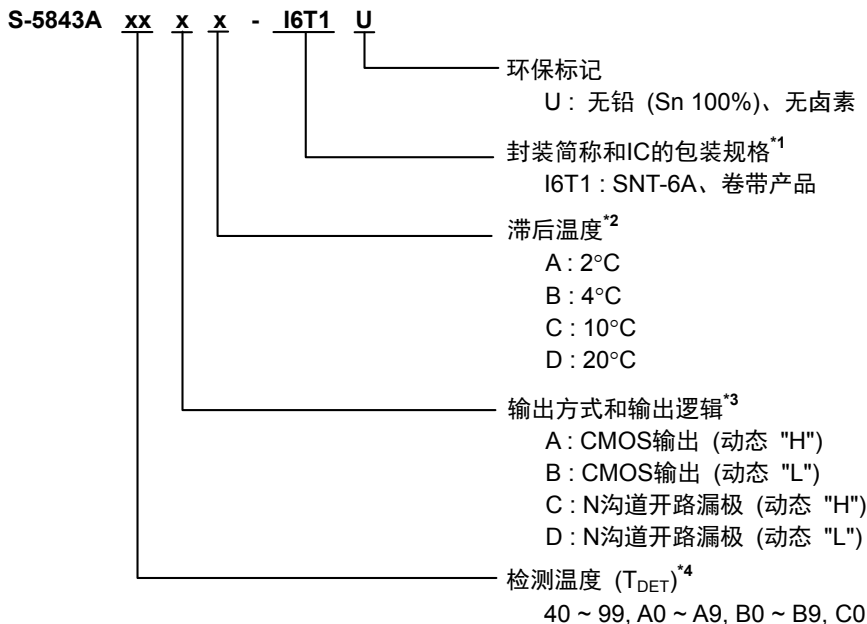 S-5843A xx x x - I6T1 U
环保标记
U : 无铅 (Sn 100%)、无卤素
封装简称和IC的包装规格*1
I6T1 : SNT-6A、卷带产品
滞后温度*2
A : 2°C
B : 4°C
C : 10°C
D : 20°C
输出方式和输出逻辑*3
A : CMOS输出 (动态 "H")
B : CMOS输出 (动态 "L")
C : N沟道开路漏极 (动态 "H")
D : N沟道开路漏极 (动态 "L")
检测温度 (TDET)*4
40 ~ 99, A0 ~ A9, B0 ~ B9, C0